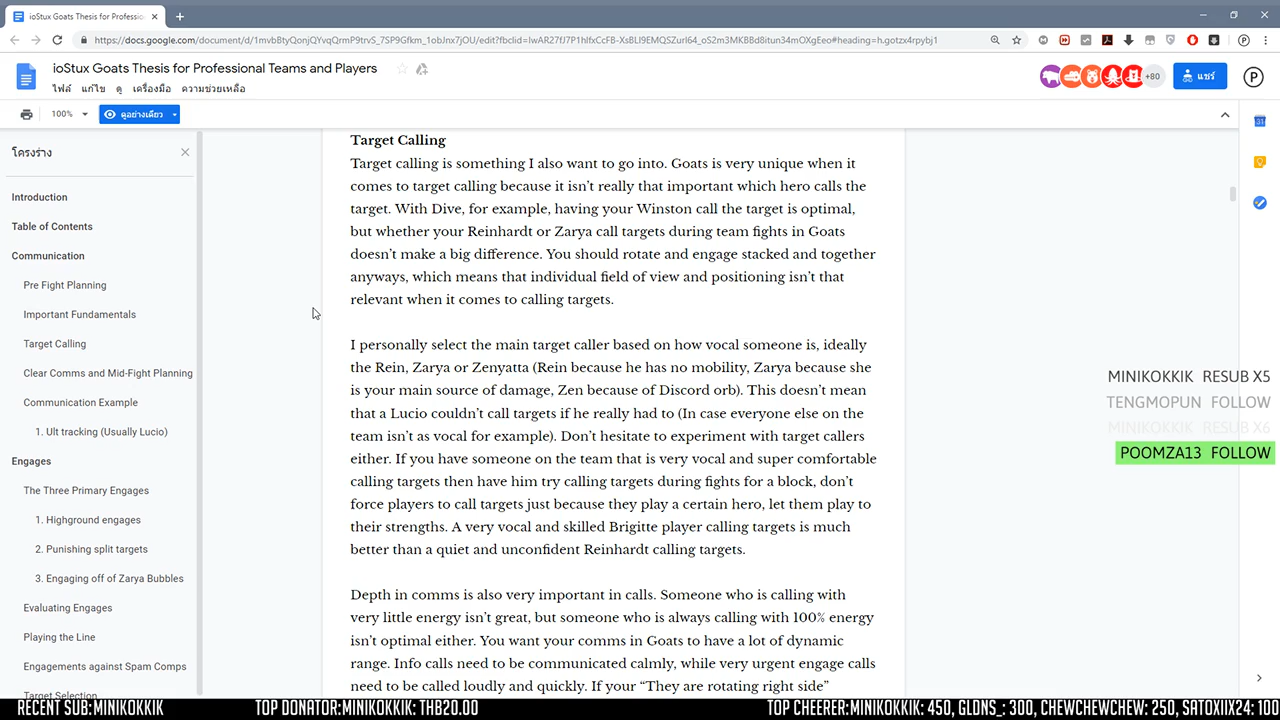 ioStux Goats Thesis for Professio
https://docs.google.com/document/d/1mvbBtyQonjQYvqQrmP9trvS_7SP9Gfkm_1obJnx7jOU/edit?fbclid=IwAR27fJ7P1hIfxCcFB-XsBLI9EMQSZurl64_oS2m3MKBBd8itun34mOXgEeo#heading=h.gotzx4rpybj1
ioStux Goats Thesis for Professional Teams and Players
ไฟล์ แก้ไข ดู เครื่องมือ ความช่วยเหลือ
+80
แชร์
P
100%
ดูอย่างเดียว
โครงร่าง
Introduction
Table of Contents
Communication
Pre Fight Planning
Important Fundamentals
Target Calling
Clear Comms and Mid-Fight Planning
Communication Example
1. Ult tracking (Usually Lucio)
Engages
The Three Primary Engages
1. Highground engages
2. Punishing split targets
3. Engaging off of Zarya Bubbles
Evaluating Engages
Playing the Line
Engagements against Spam Comps
Target Selection
Target Calling
Target calling is something I also want to go into. Goats is very unique when it
comes to target calling because it isn't really that important which hero calls the
target. With Dive, for example, having your Winston call the target is optimal,
but whether your Reinhardt or Zarya call targets during team fights in Goats
doesn't make a big difference. You should rotate and engage stacked and together
anyways, which means that individual field of view and positioning isn't that
relevant when it comes to calling targets.
I personally select the main target caller based on how vocal someone is, ideally
the Rein, Zarya or Zenyatta (Rein because he has no mobility, Zarya because she
is your main source of damage, Zen because of Discord orb). This doesn't mean
that a Lucio couldn't call targets if he really had to (In case everyone else on the
team isn't as vocal for example). Don't hesitate to experiment with target callers
either. If you have someone on the team that is very vocal and super comfortable
calling targets then have him try calling targets during fights for a block, don't
force players to call targets just because they play a certain hero, let them play to
their strengths. A very vocal and skilled Brigitte player calling targets is much
better than a quiet and unconfident Reinhardt calling targets.
Depth in comms is also very important in calls. Someone who is calling with
very little energy isn't great, but someone who is always calling with 100% energy
isn't optimal either. You want your comms in Goats to have a lot of dynamic
range. Info calls need to be communicated calmly, while very urgent engage calls
need to be called loudly and quickly. If your “They are rotating right side”
MINIKOKKIK RESUB X5
TENGMOPUN FOLLOW
MINIKOKKIK RESUB X6
POOMZA13 FOLLOW
RECENT SUB:MINIKOKKIK TOP DONATOR:MINIKOKKIK: THB20.00 TOP CHEERER:MINIKOKKIK: 450, GLDNS_: 300, CHEWCHEWCHEW: 250, SATOXIIX24: 100